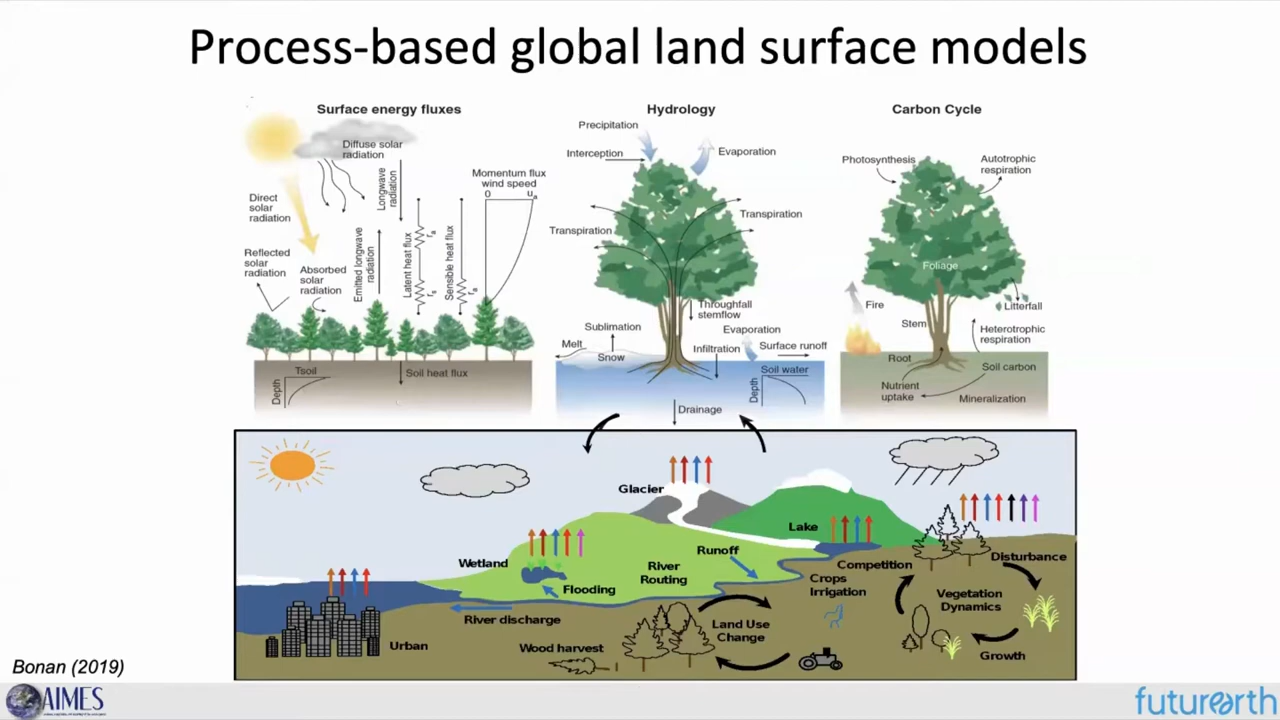 Process-based global land surface models
Surface energy fluxes
Diffuse solar
radiation
Longwave
radiation
Momentum flux
wind speed
0
uₐ
Direct
solar
radiation
Reflected
solar
radiation
Absorbed
solar
radiation
Emitted longwave
radiation
Latent heat flux
rₐ
rₛ
Sensible heat flux
rₐ
Tsoil
Depth
Soil heat flux
Hydrology
Precipitation
Interception
Evaporation
Transpiration
Transpiration
Throughfall
stemflow
Sublimation
Evaporation
Melt
Snow
Infiltration
Surface runoff
Soil water
Depth
Drainage
Carbon Cycle
Photosynthesis
Autotrophic
respiration
Foliage
Fire
Litterfall
Stem
Heterotrophic
respiration
Root
Soil carbon
Nutrient
uptake
Mineralization
Glacier
Lake
Runoff
Wetland
River
Routing
Flooding
River discharge
Urban
Wood harvest
Land Use
Change
Crops
Irrigation
Competition
Disturbance
Vegetation
Dynamics
Growth
Bonan (2019)
AIMES
futurearth